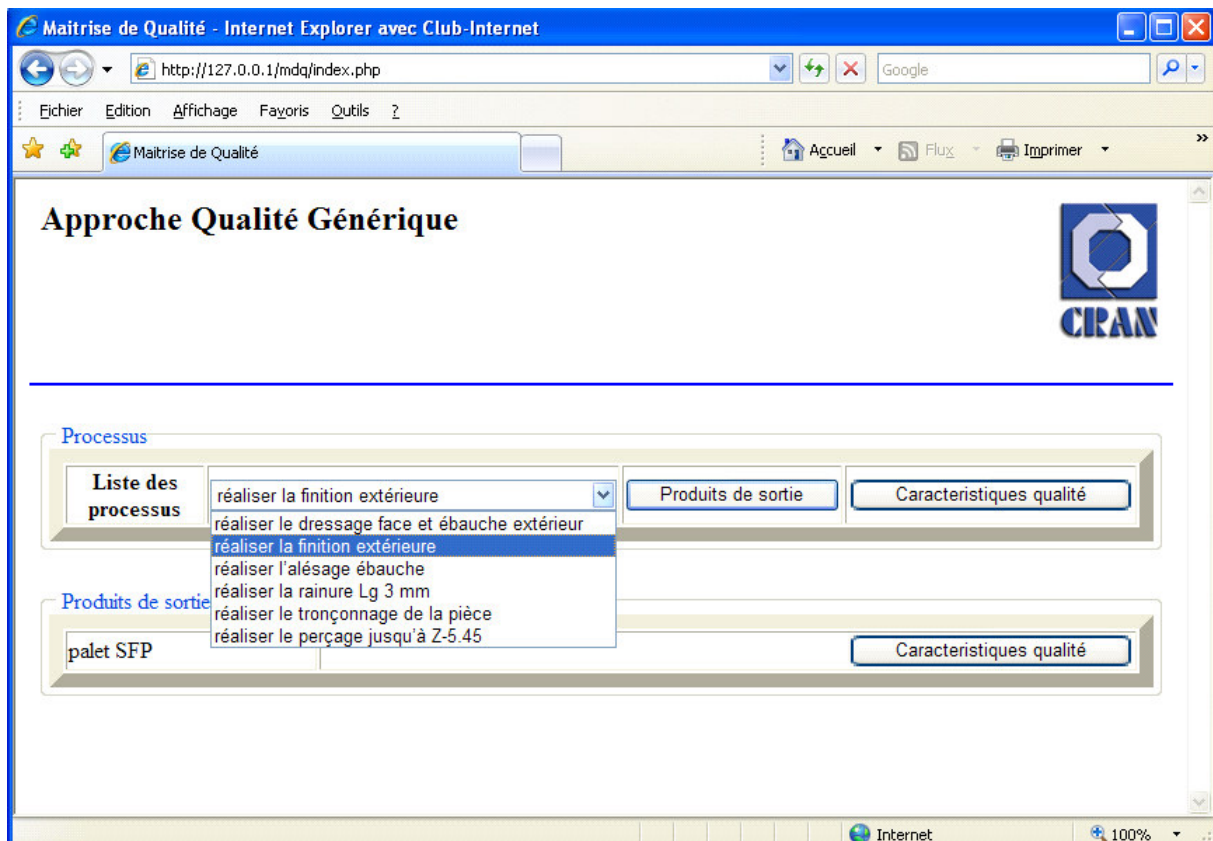 Maitrise de Qualité - Internet Explorer avec Club-Internet
http://127.0.0.1/mdq/index.php
Google
Fichier Edition Affichage Favoris Outils ?
Maitrise de Qualité
Accueil Flux Imprimer »
Approche Qualité Générique
CRAN
Processus
Liste des processus
réaliser la finition extérieure
Produits de sortie
Caracteristiques qualité
réaliser le dressage face et ébauche extérieur
réaliser la finition extérieure
réaliser l'alésage ébauche
réaliser la rainure Lg 3 mm
réaliser le tronçonnage de la pièce
réaliser le perçage jusqu'à Z-5.45
Produits de sortie
palet SFP
Caracteristiques qualité
Internet
100%